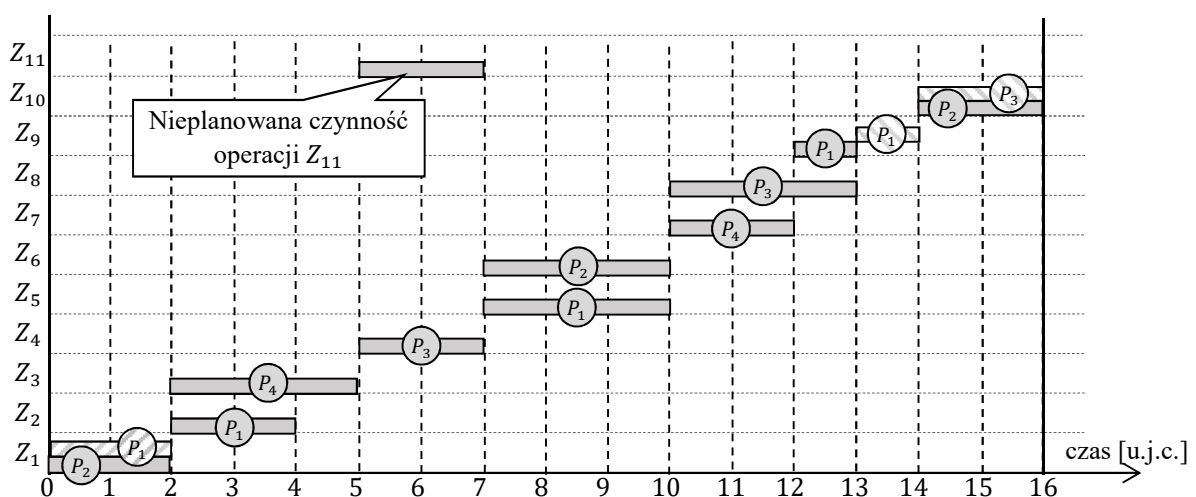 Z₁₁
Nieplanowana czynność
operacji Z₁₁
Z₁₀
P₃
P₂
Z₉
P₁
P₁
Z₈
P₃
Z₇
P₄
Z₆
P₂
Z₅
P₁
Z₄
P₃
Z₃
P₄
Z₂
P₁
Z₁
P₁
P₂
czas [u.j.c.]
0 1 2 3 4 5 6 7 8 9 10 11 12 13 14 15 16